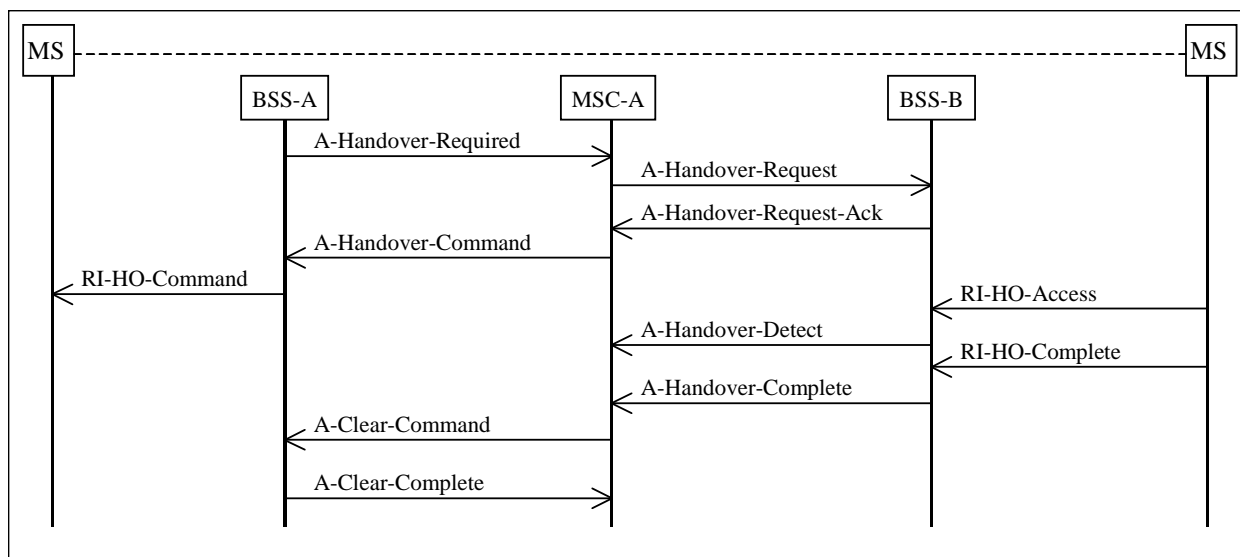 MS
MS
BSS-A
MSC-A
BSS-B
A-Handover-Required
A-Handover-Request
A-Handover-Request-Ack
A-Handover-Command
RI-HO-Command
RI-HO-Access
A-Handover-Detect
RI-HO-Complete
A-Handover-Complete
A-Clear-Command
A-Clear-Complete